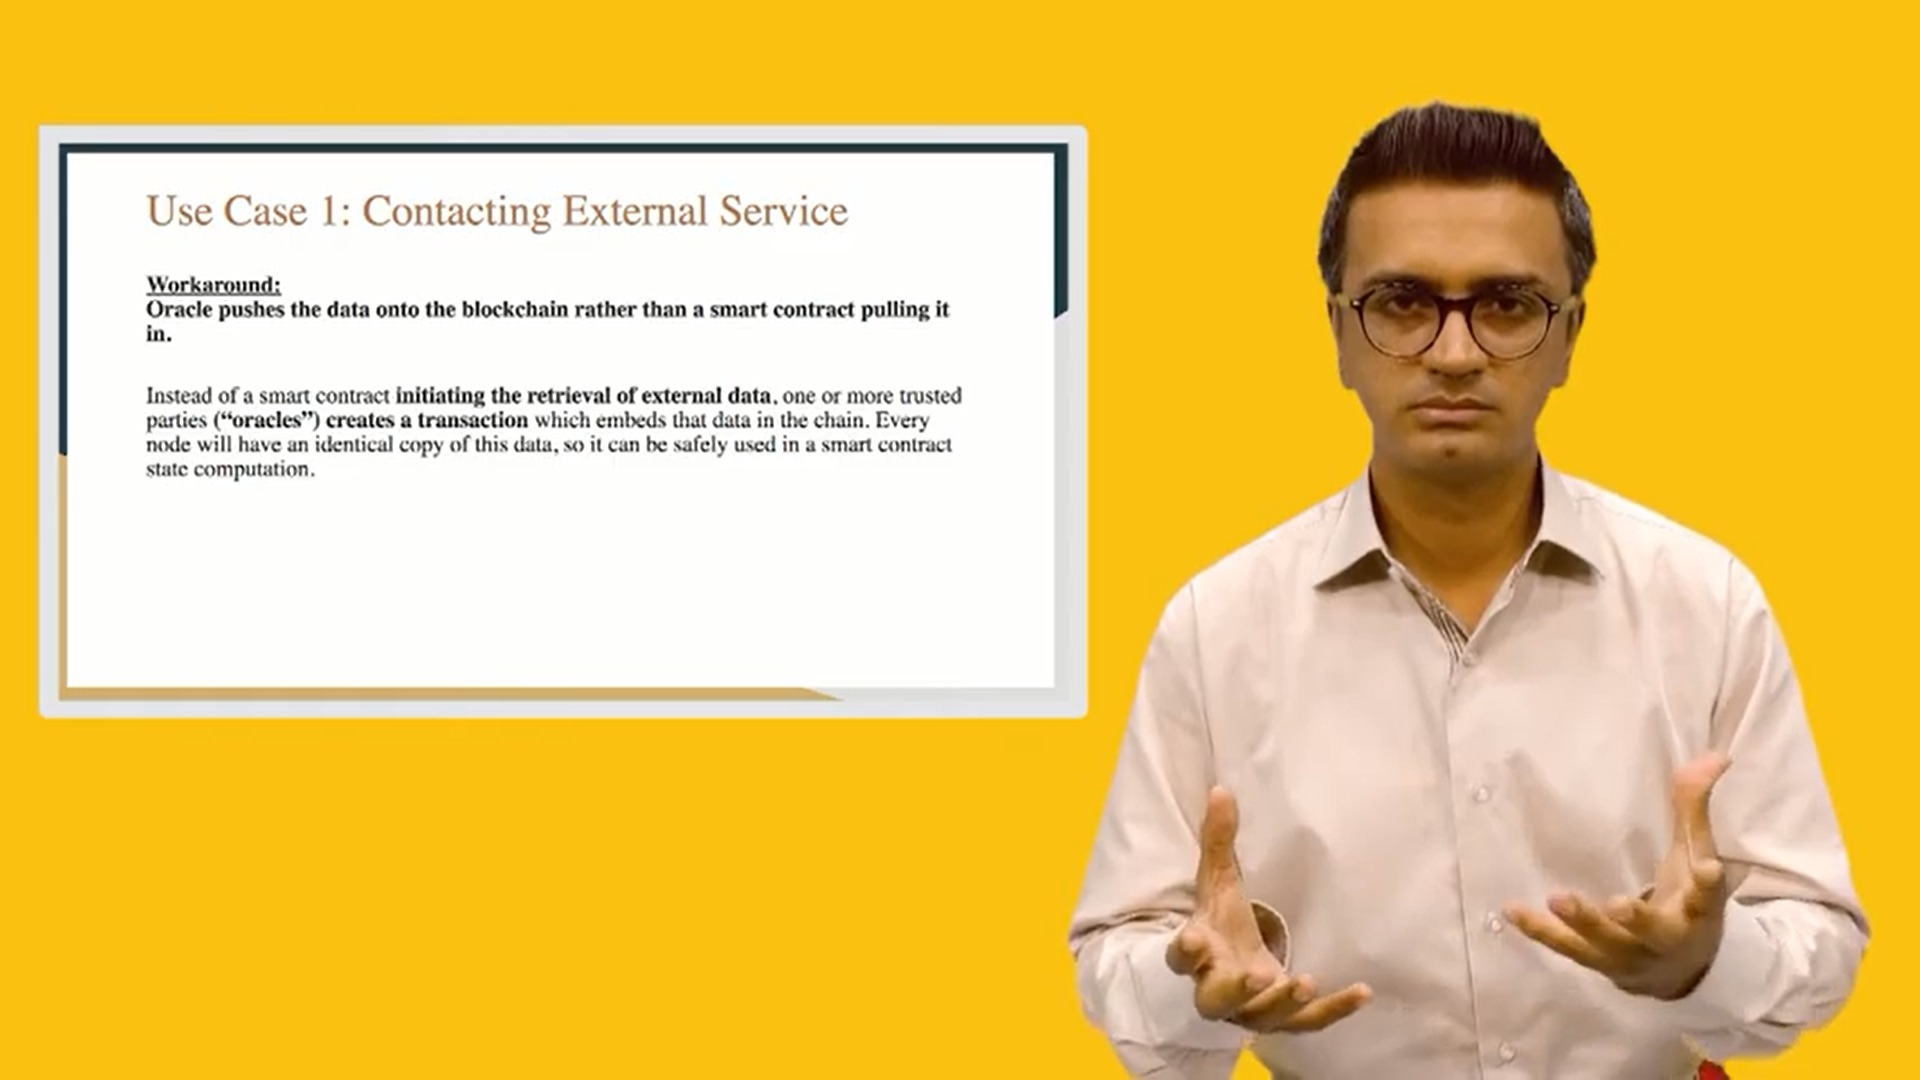 Use Case 1: Contacting External Service
Workaround:
Oracle pushes the data onto the blockchain rather than a smart contract pulling it
in.
Instead of a smart contract initiating the retrieval of external data, one or more trusted
parties (“oracles”) creates a transaction which embeds that data in the chain. Every
node will have an identical copy of this data, so it can be safely used in a smart contract
state computation.